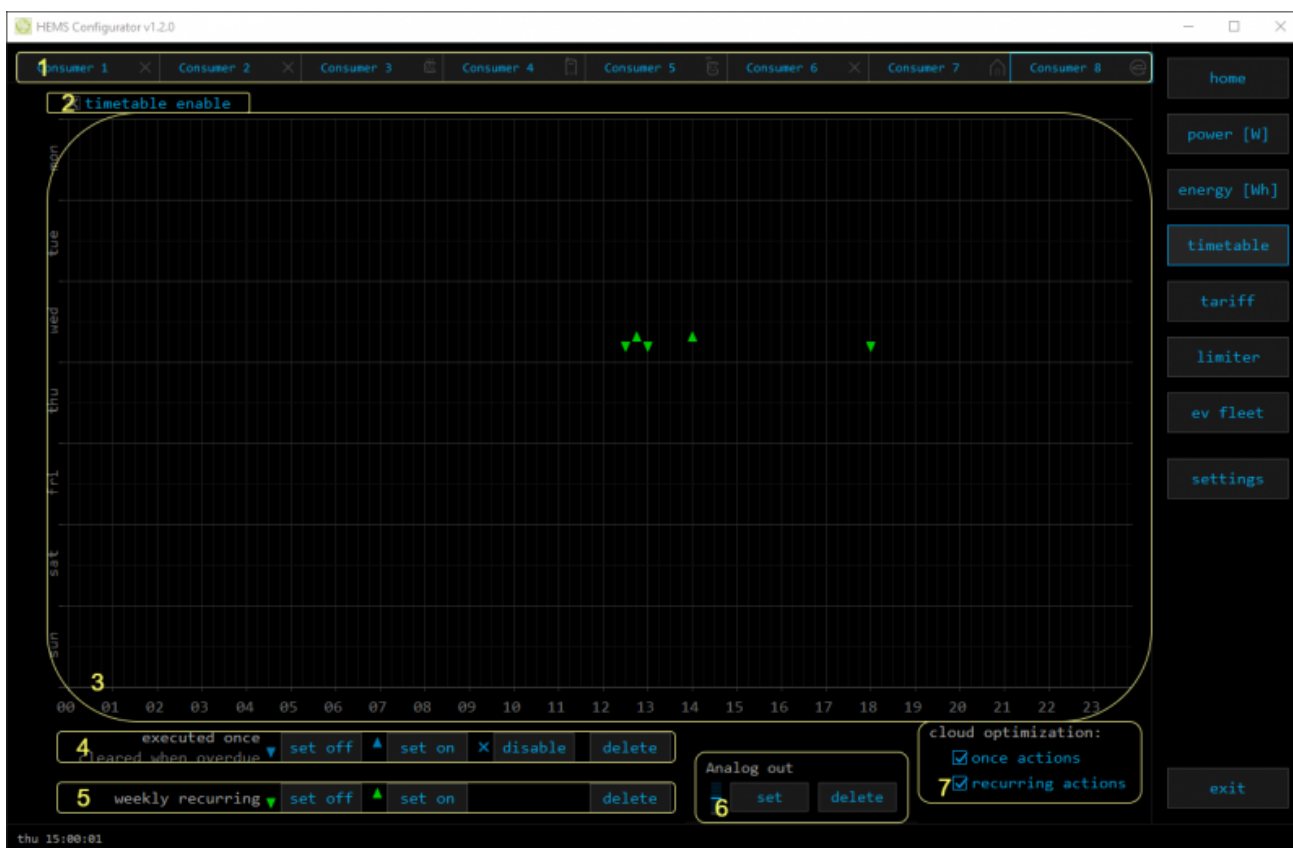 HEMS Configurator v1.2.0
1
Consumer 1 Consumer 2 Consumer 3 Consumer 4 Consumer 5 Consumer 6 Consumer 7 Consumer 8
home
2 timetable enable
power [W]
energy [Wh]
timetable
tariff
limiter
ev fleet
settings
exit
mon
tue
wed
thu
fri
sat
sun
3
00 01 02 03 04 05 06 07 08 09 10 11 12 13 14 15 16 17 18 19 20 21 22 23
4 executed once
cleared when overdue
set off set on disable delete
5 weekly recurring set off set on delete
Analog out
6 set delete
cloud optimization:
once actions
7 recurring actions
thu 15:00:01